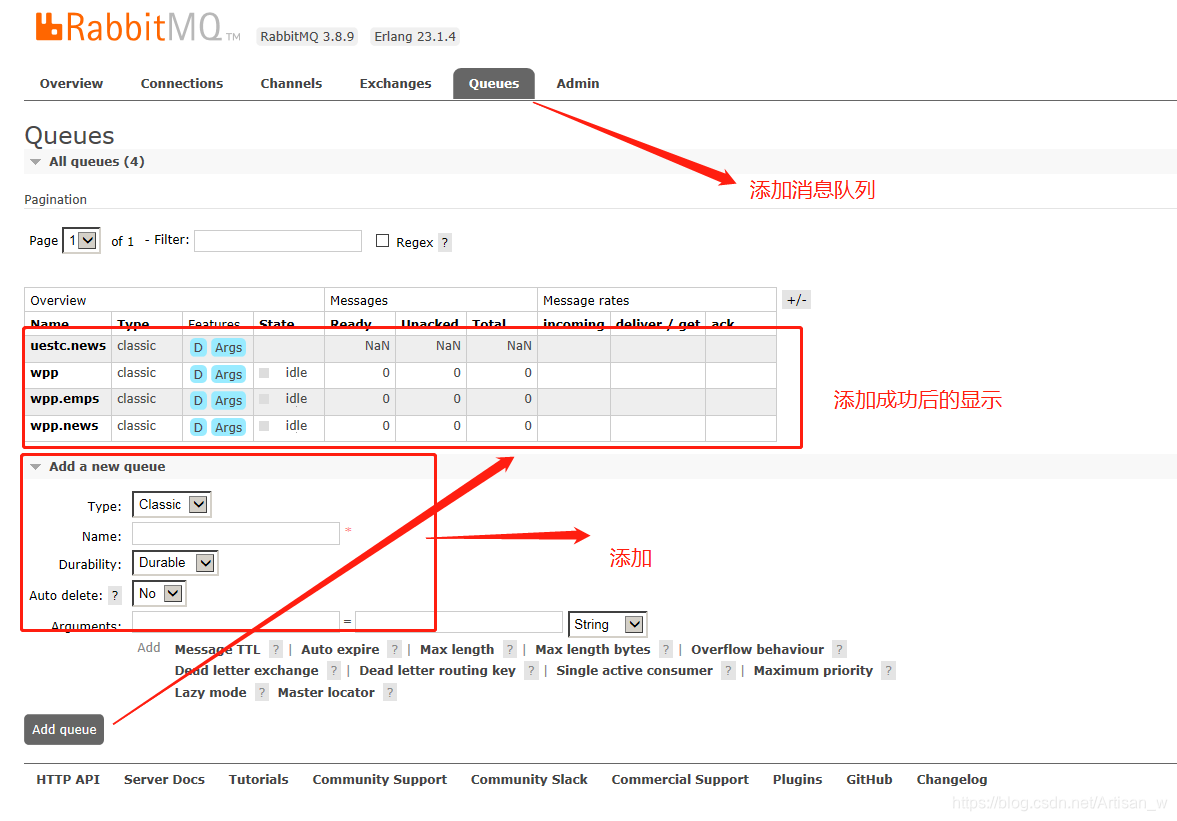 RabbitMQ TM RabbitMQ 3.8.9 Erlang 23.1.4
Overview Connections Channels Exchanges Queues Admin
Queues
All queues (4)
添加消息队列
Pagination
Page 1 of 1 - Filter: Regex ?
Overview Messages Message rates +/-
Name Type Features State Ready Unacked Total incoming deliver / get ack
uestc.news classic D Args NaN NaN NaN
wpp classic D Args idle 0 0 0
wpp.emps classic D Args idle 0 0 0
添加成功后的显示
wpp.news classic D Args idle 0 0 0
Add a new queue
Type: Classic
Name: *
Durability: Durable
添加
Auto delete: ? No
Arguments: = String
Add Message TTL ? | Auto expire ? | Max length ? | Max length bytes ? | Overflow behaviour ?
Dead letter exchange ? | Dead letter routing key ? | Single active consumer ? | Maximum priority ?
Lazy mode ? Master locator ?
Add queue
HTTP API Server Docs Tutorials Community Support Community Slack Commercial Support Plugins GitHub Changelog
https://blog.csdn.net/Artisan_w